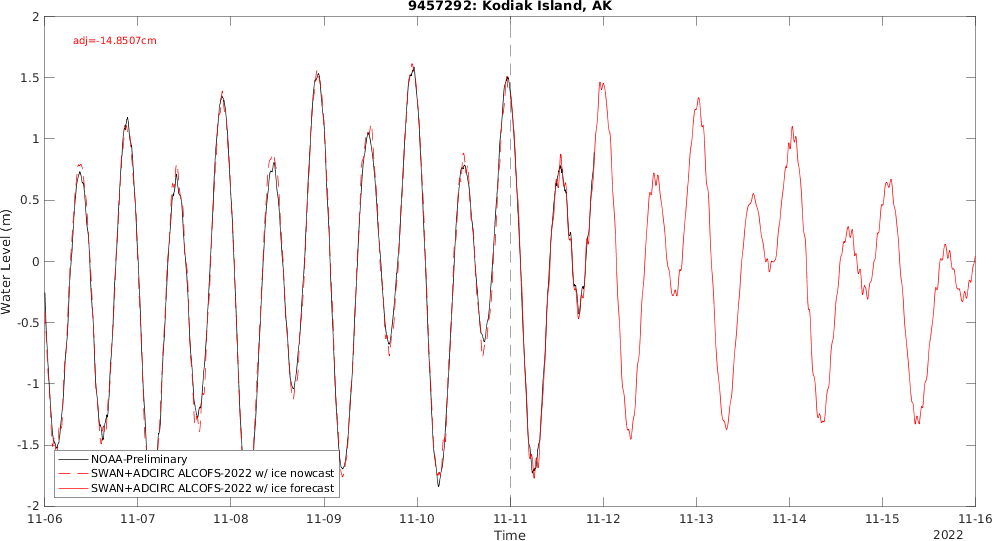 9457292: Kodiak Island, AK
adj=-14.8507cm
2
1.5
1
0.5
0
-0.5
-1
-1.5
-2
Water Level (m)
NOAA-Preliminary
SWAN+ADCIRC ALCOFS-2022 w/ ice nowcast
SWAN+ADCIRC ALCOFS-2022 w/ ice forecast
11-06 11-07 11-08 11-09 11-10 11-11 11-12 11-13 11-14 11-15 11-16
Time
2022